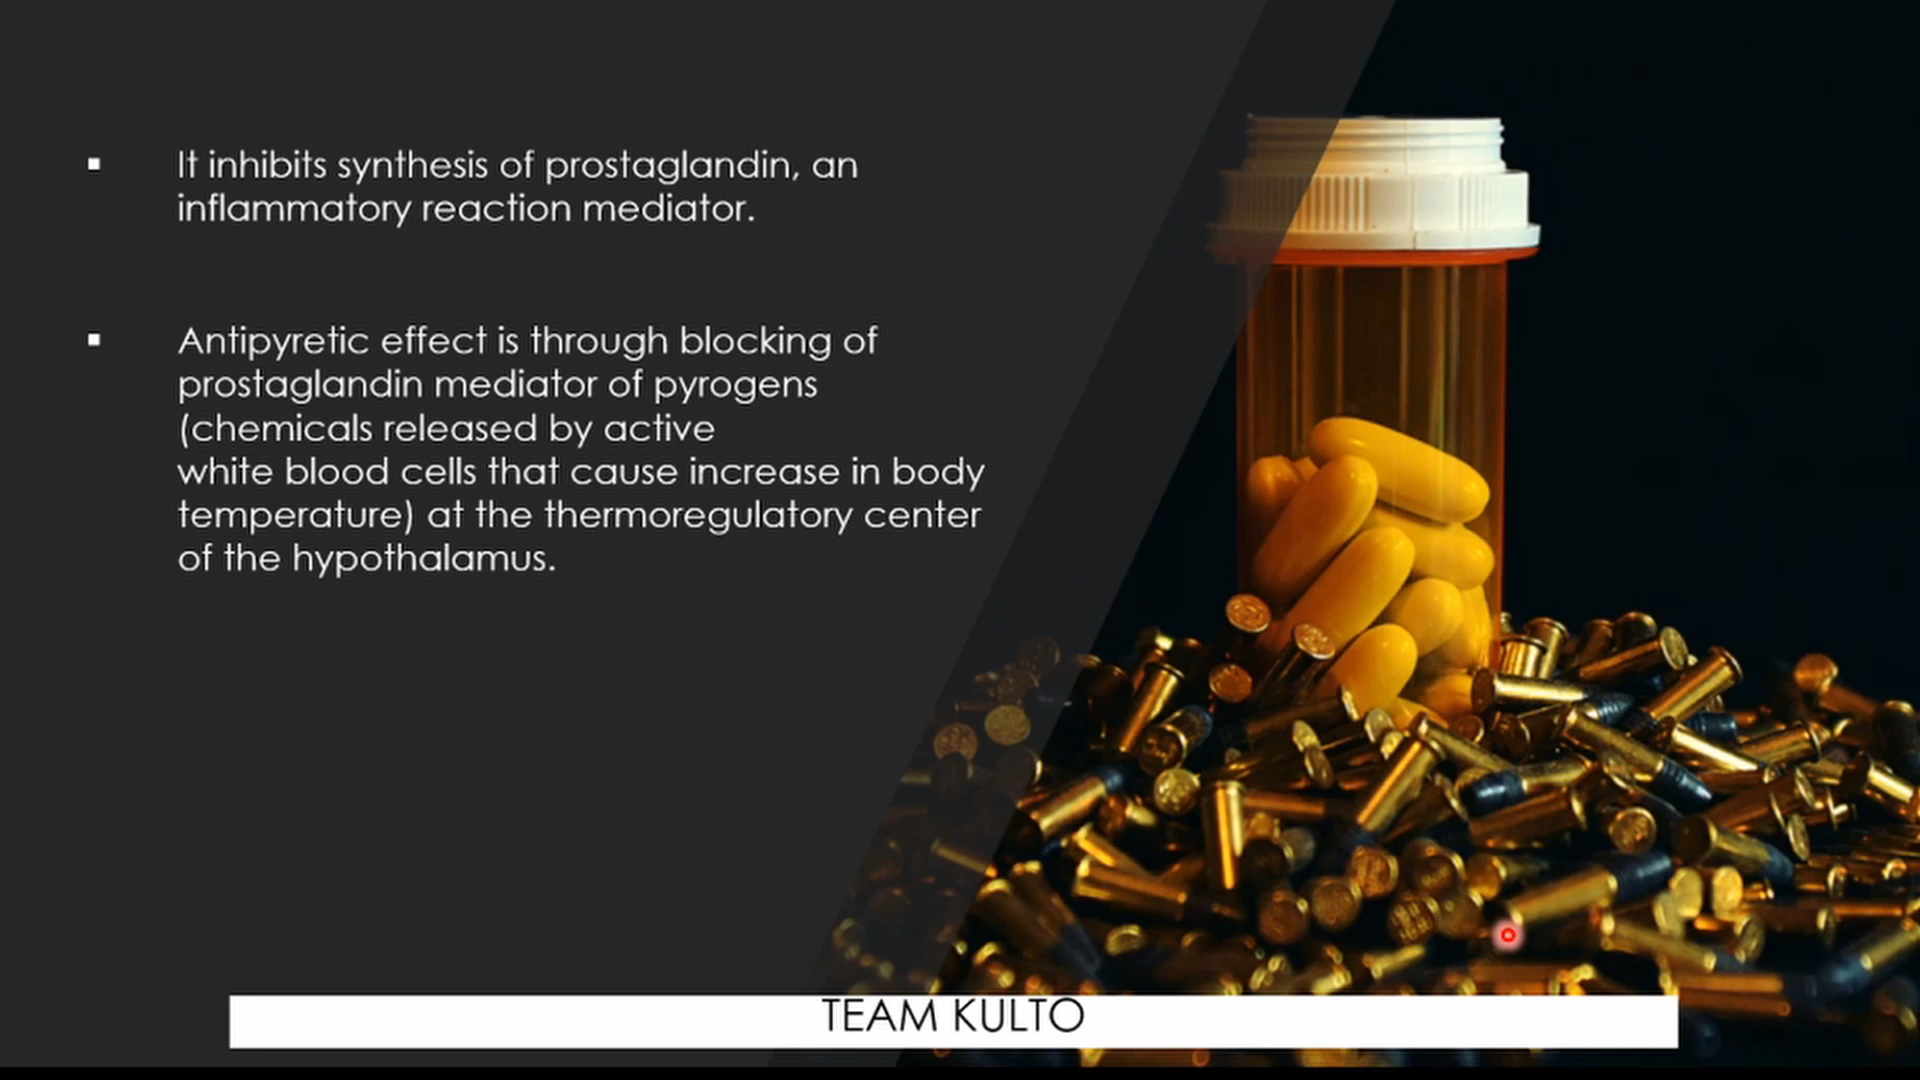 ▪ It inhibits synthesis of prostaglandin, an
inflammatory reaction mediator.
▪ Antipyretic effect is through blocking of
prostaglandin mediator of pyrogens
(chemicals released by active
white blood cells that cause increase in body
temperature) at the thermoregulatory center
of the hypothalamus.
TEAM KULTO